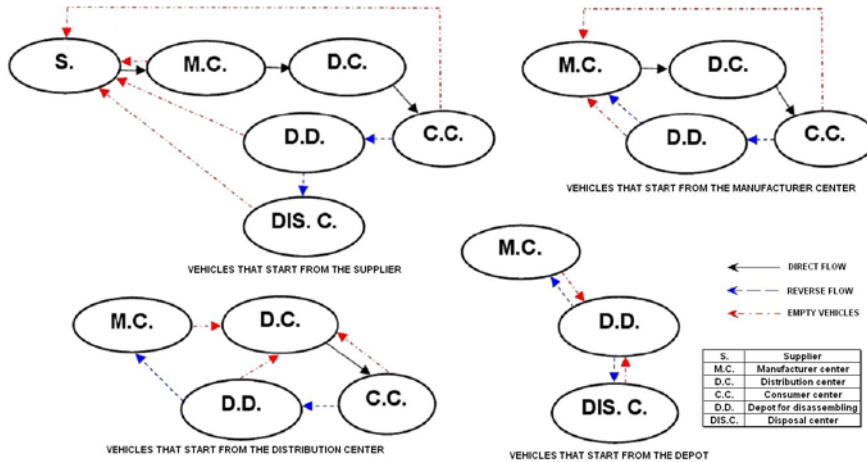 S.
M.C.
D.C.
D.D.
C.C.
DIS. C.
VEHICLES THAT START FROM THE SUPPLIER
M.C.
D.C.
D.D.
C.C.
VEHICLES THAT START FROM THE MANUFACTURER CENTER
M.C.
D.C.
D.D.
C.C.
VEHICLES THAT START FROM THE DISTRIBUTION CENTER
M.C.
D.D.
DIS. C.
VEHICLES THAT START FROM THE DEPOT
DIRECT FLOW
REVERSE FLOW
EMPTY VEHICLES
S. Supplier
M.C. Manufacturer center
D.C. Distribution center
C.C. Consumer center
D.D. Depot for disassembling
DIS.C. Disposal center